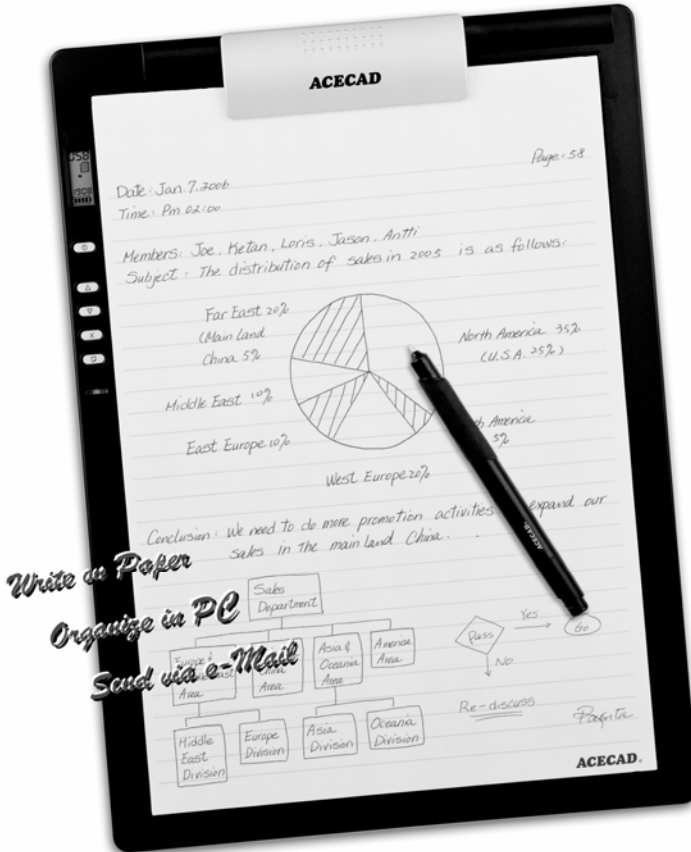 ACECAD
058
Page: 58
Date: Jan. 7. 2006
Time: Pm 02:00
Members: Joe. Ketan. Loris. Jason. Antti
Subject: The distribution of sales in 2005 is as follows:
Far East 20%
(Main Land
China 5%
North America 35%
(U.S.A. 25%)
Middle East 10%
America
5%
East Europe 10%
West Europe 20%
Conclusion: We need to do more promotion activities expand our
sales in the main land China.
Write on Paper
Organize in PC
Send via e-Mail
Sales
Department
Europe &
Area
China
Area
Asia &
Oceania
Area
America
Area
Middle
East
Division
Europe
Division
Asia
Division
Oceania
Division
Pass
Yes
Go
No
Re-discuss
ACECAD
ACECAD